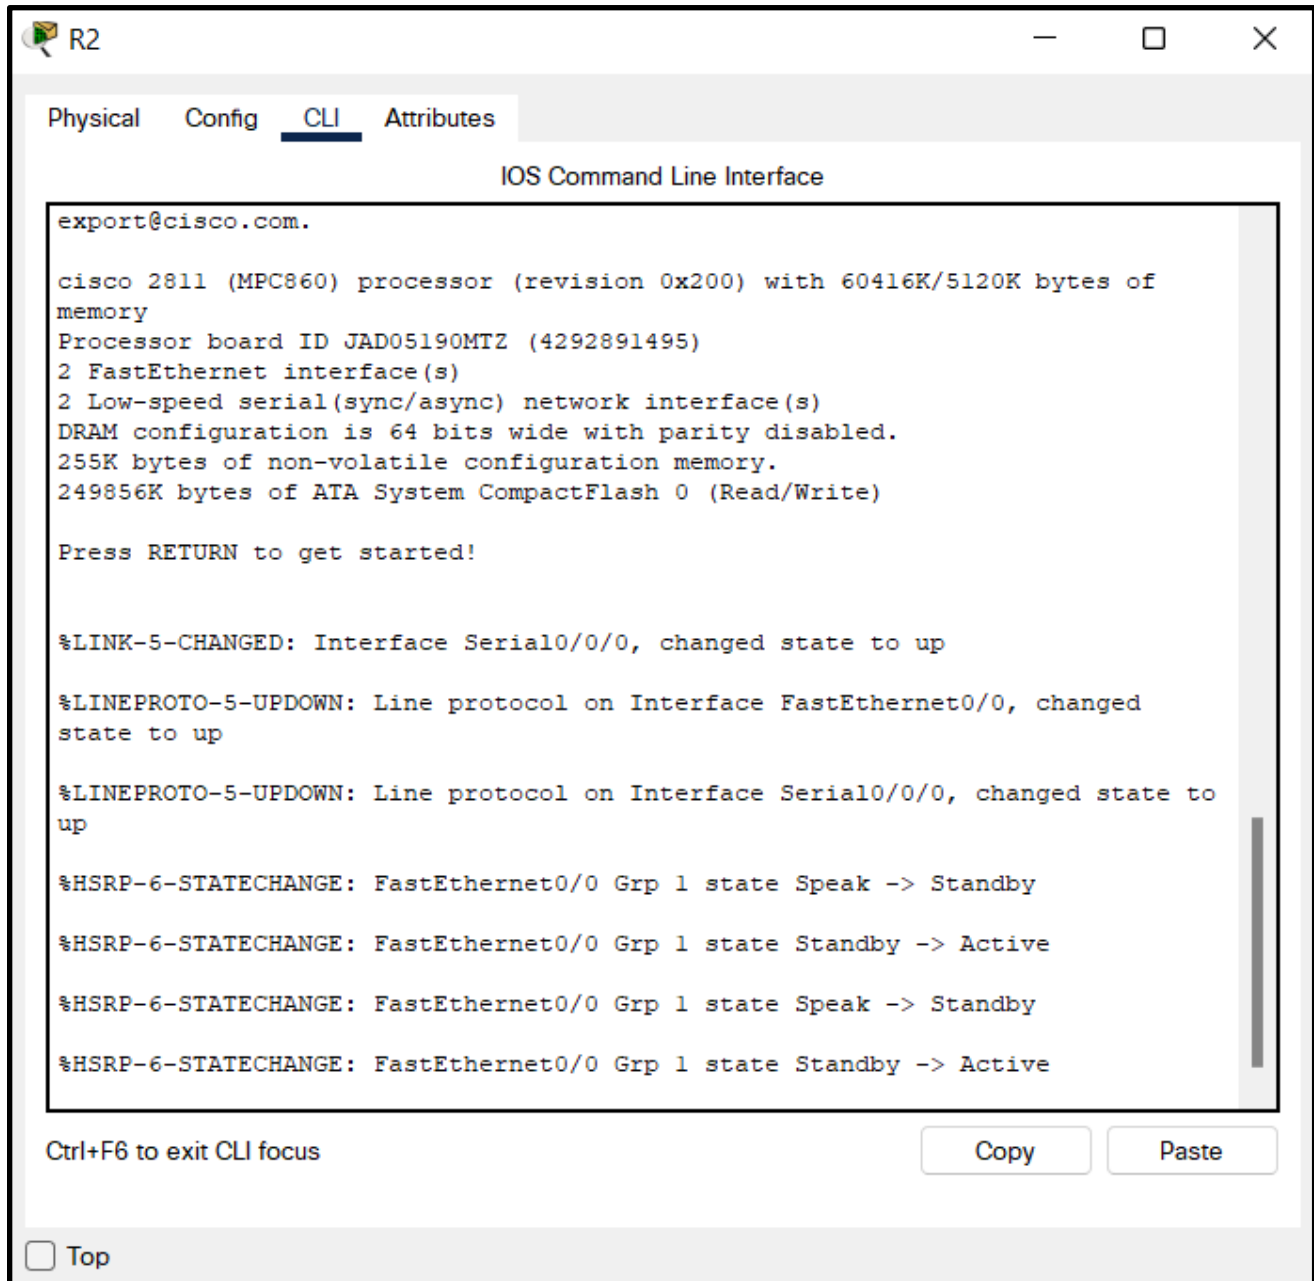 R2
Physical Config CLI Attributes
IOS Command Line Interface
export@cisco.com.
cisco 2811 (MPC860) processor (revision 0x200) with 60416K/5120K bytes of
memory
Processor board ID JAD05190MTZ (4292891495)
2 FastEthernet interface(s)
2 Low-speed serial(sync/async) network interface(s)
DRAM configuration is 64 bits wide with parity disabled.
255K bytes of non-volatile configuration memory.
249856K bytes of ATA System CompactFlash 0 (Read/Write)
Press RETURN to get started!
%LINK-5-CHANGED: Interface Serial0/0/0, changed state to up
%LINEPROTO-5-UPDOWN: Line protocol on Interface FastEthernet0/0, changed
state to up
%LINEPROTO-5-UPDOWN: Line protocol on Interface Serial0/0/0, changed state to
up
%HSRP-6-STATECHANGE: FastEthernet0/0 Grp 1 state Speak -> Standby
%HSRP-6-STATECHANGE: FastEthernet0/0 Grp 1 state Standby -> Active
%HSRP-6-STATECHANGE: FastEthernet0/0 Grp 1 state Speak -> Standby
%HSRP-6-STATECHANGE: FastEthernet0/0 Grp 1 state Standby -> Active
Ctrl+F6 to exit CLI focus
Copy Paste
Top